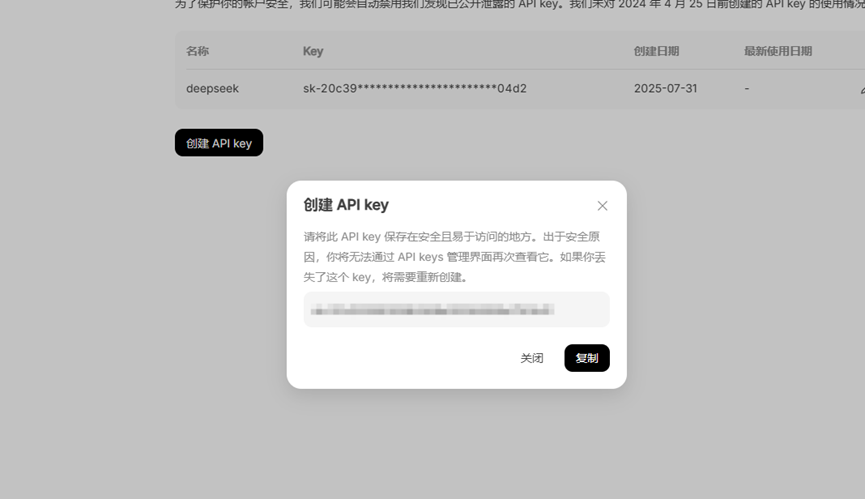 为了保护你的帐户安全，我们可能会自动禁用我们发现已公开泄露的 API key。我们未对 2024 年 4 月 25 日前创建的 API key 的使用情况
名称 Key 创建日期 最新使用日期
deepseek sk-20c39***********************04d2 2025-07-31 -
创建 API key
创建 API key
请将此 API key 保存在安全且易于访问的地方。出于安全原
因，你将无法通过 API keys 管理界面再次查看它。如果你丢
失了这个 key，将需要重新创建。
关闭 复制